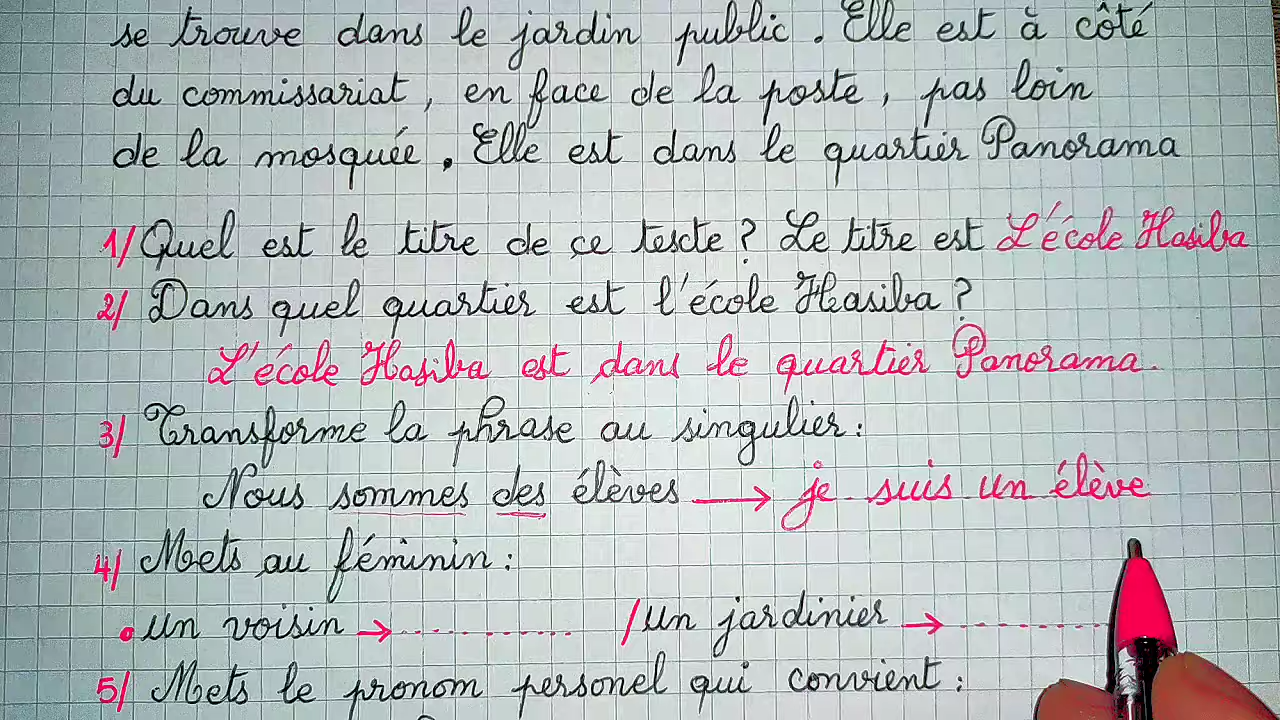 se trouve dans le jardin public. Elle est à côté
du commissariat, en face de la poste, pas loin
de la mosquée. Elle est dans le quartier Panorama
1/ Quel est le titre de ce texte? Le titre est L'école Hasiba
2/ Dans quel quartier est l'école Hasiba?
L'école Hasiba est dans le quartier Panorama.
3/ Transforme la phrase au singulier:
Nous sommes des élèves → je suis un élève
4/ Mets au féminin:
• un voisin → .............. / un jardinier → ..............
5/ Mets le pronom personel qui convient: